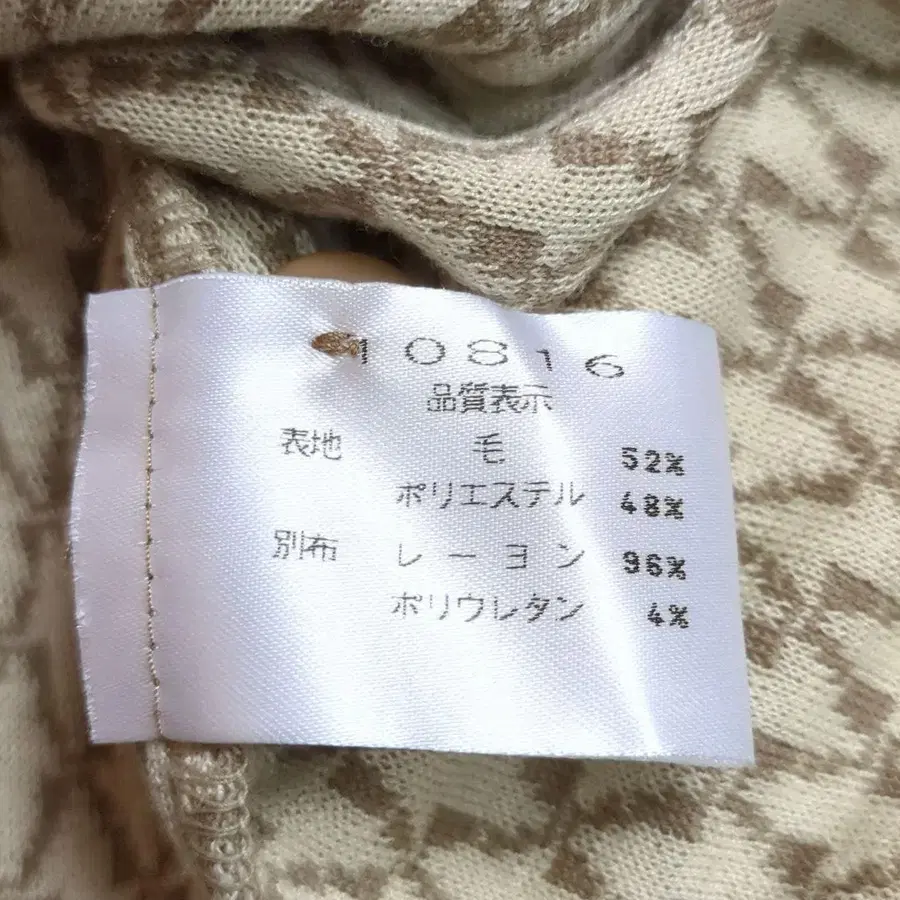 10816
品質表示
表地 毛 52%
ポリエステル 48%
別布 レーヨン 96%
ポリウレタン 4%